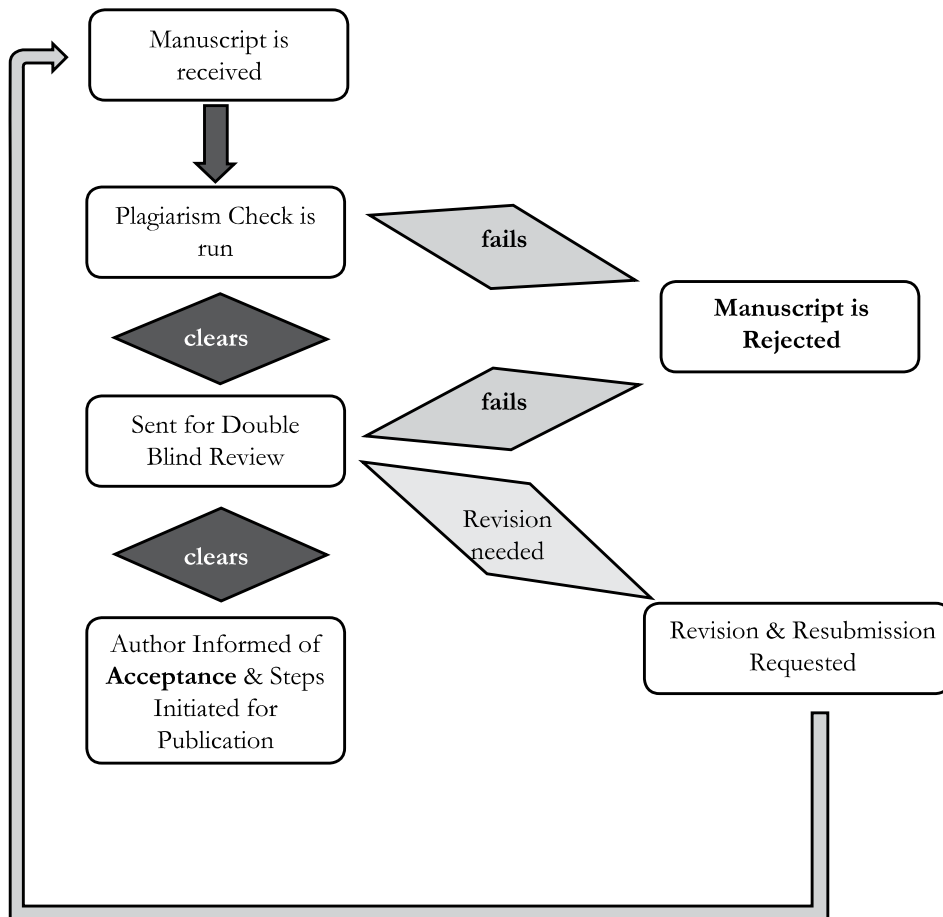 Manuscript is
received
Plagiarism Check is
run
fails
Manuscript is
Rejected
clears
fails
Sent for Double
Blind Review
Revision
needed
clears
Author Informed of
Acceptance & Steps
Initiated for
Publication
Revision & Resubmission
Requested